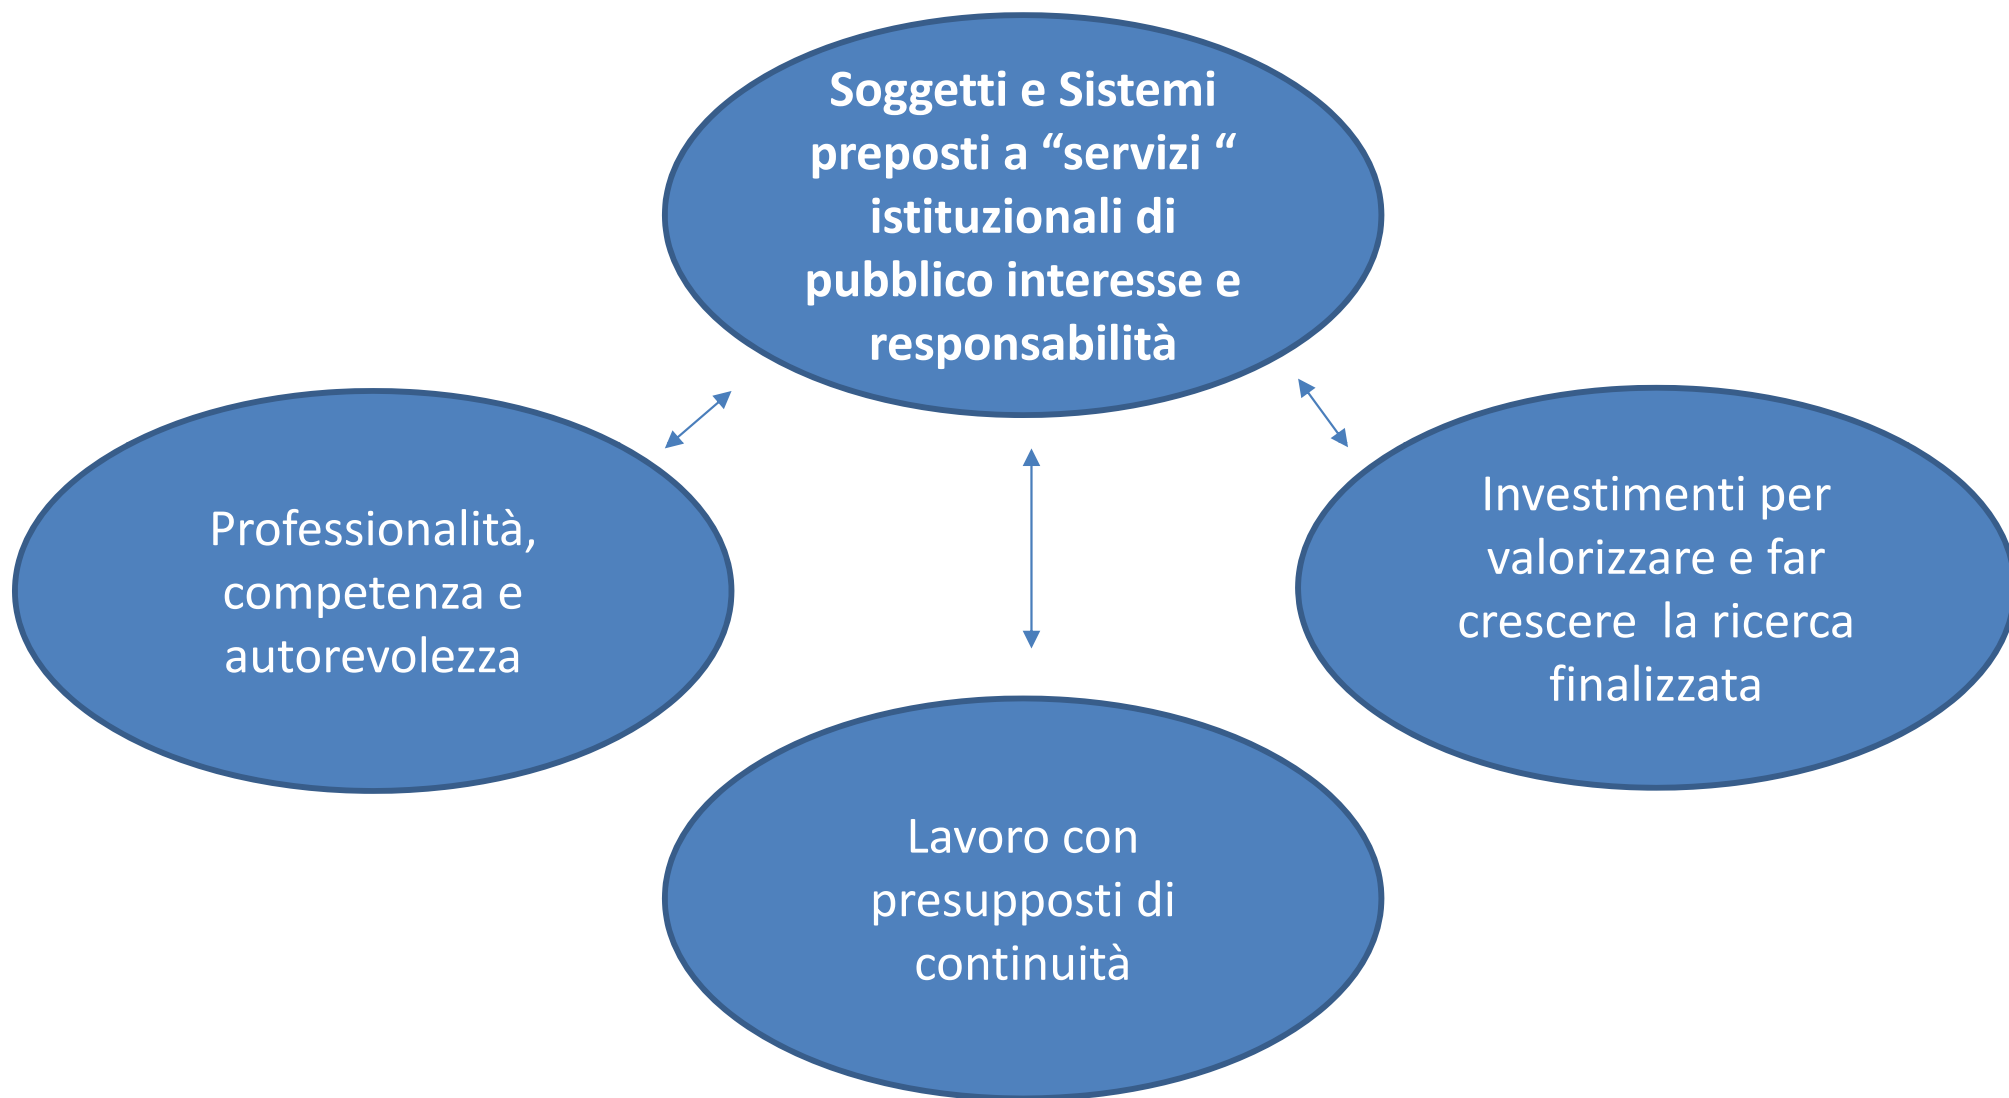 Soggetti e Sistemi
preposti a “servizi “
istituzionali di
pubblico interesse e
responsabilità
Professionalità,
competenza e
autorevolezza
Investimenti per
valorizzare e far
crescere  la ricerca
finalizzata
Lavoro con
presupposti di
continuità